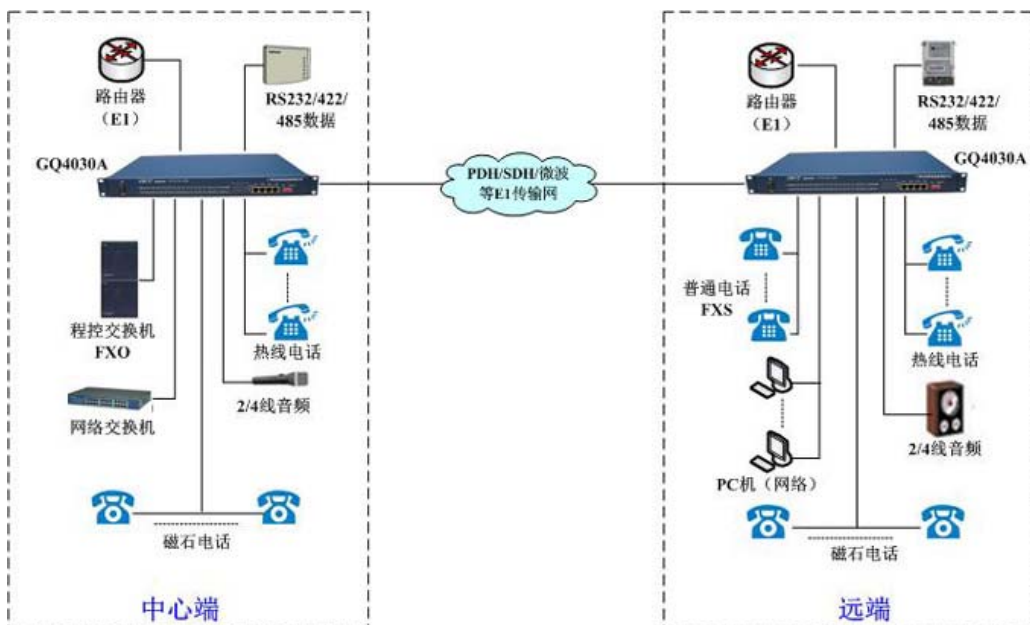 路由器
（E1）
RS232/422/
485数据
GQ4030A
程控交换机
FXO
热线电话
网络交换机
2/4线音频
磁石电话
中心端
PDH/SDH/微波
等E1传输网
路由器
（E1）
RS232/422/
485数据
GQ4030A
普通电话
FXS
热线电话
2/4线音频
PC机（网络）
磁石电话
远端